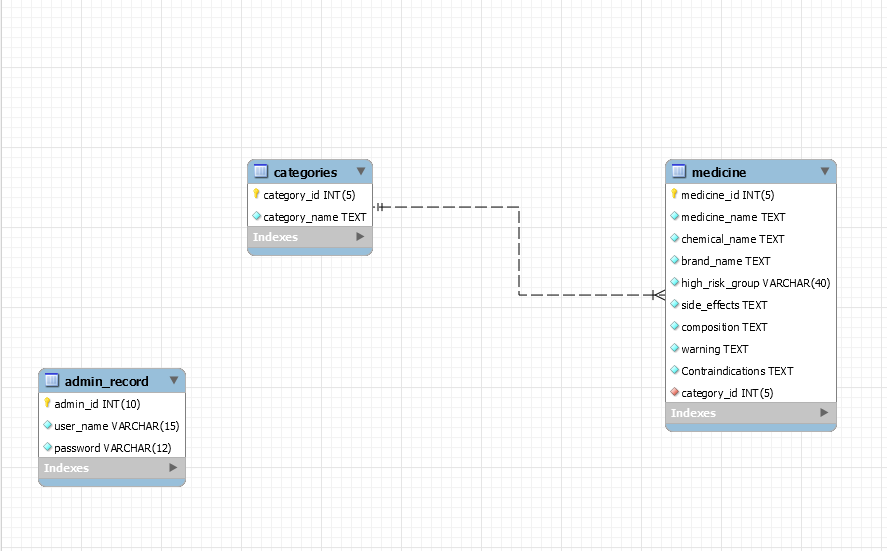 categories
category_id INT(5)
category_name TEXT
Indexes
medicine
medicine_id INT(5)
medicine_name TEXT
chemical_name TEXT
brand_name TEXT
high_risk_group VARCHAR(40)
side_effects TEXT
composition TEXT
warning TEXT
Contraindications TEXT
category_id INT(5)
Indexes
admin_record
admin_id INT(10)
user_name VARCHAR(15)
password VARCHAR(12)
Indexes